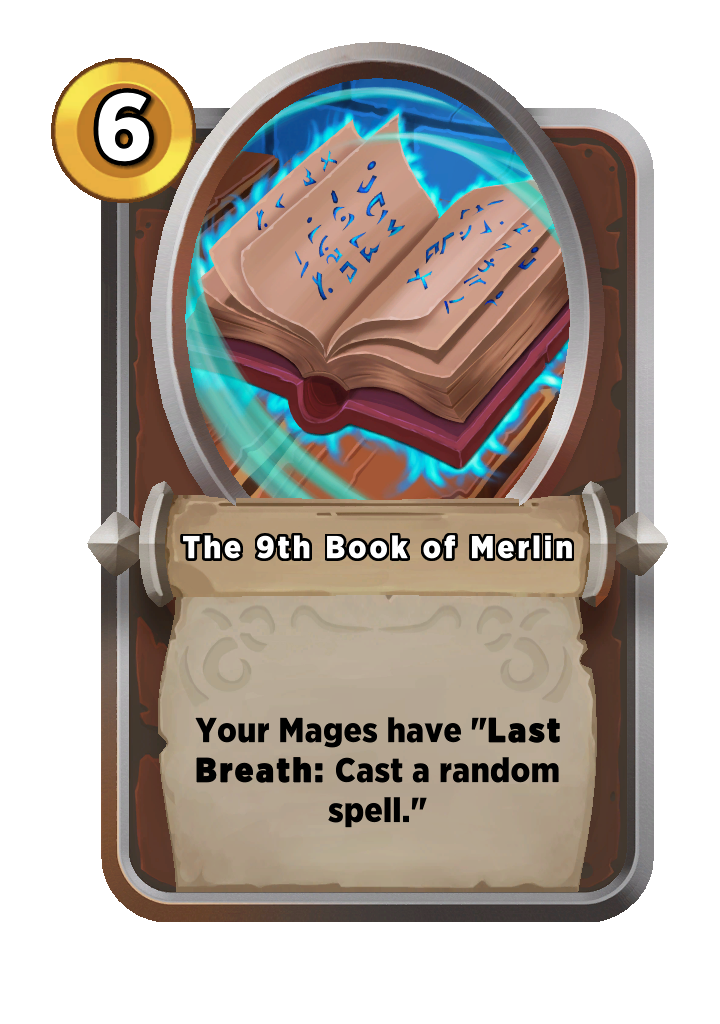 6
The 9th Book of Merlin
Your Mages have "Last
Breath: Cast a random
spell."